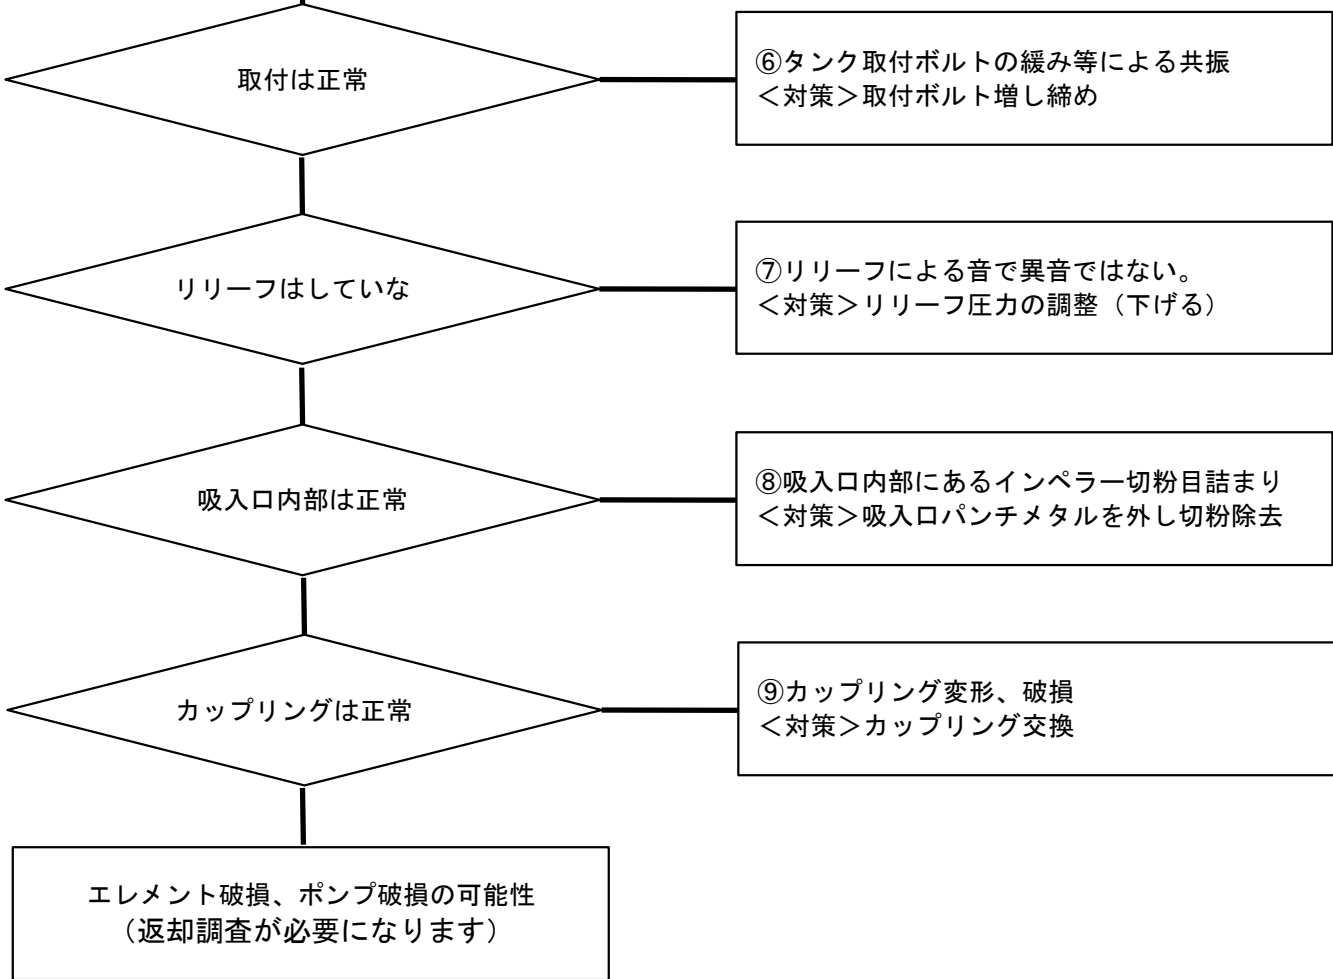 取付は正常
⑥タンク取付ボルトの緩み等による共振
＜対策＞取付ボルト増し締め
リリーフはしていな
⑦リリーフによる音で異音ではない。
＜対策＞リリーフ圧力の調整（下げる）
吸入口内部は正常
⑧吸入口内部にあるインペラー切粉目詰まり
＜対策＞吸入口パンチメタルを外し切粉除去
カップリングは正常
⑨カップリング変形、破損
＜対策＞カップリング交換
エレメント破損、ポンプ破損の可能性
（返却調査が必要になります）